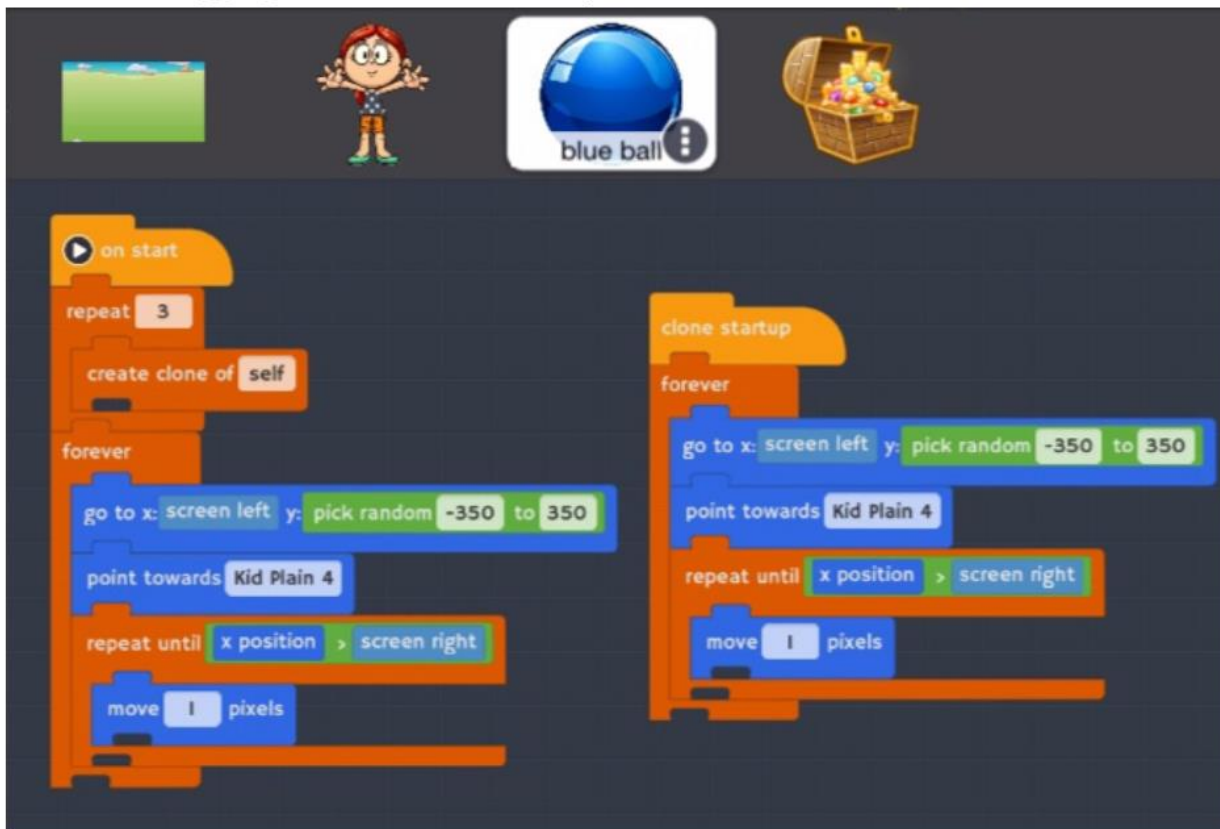 blue ball
on start
repeat 3
create clone of self
forever
go to x: screen left y: pick random -350 to 350
point towards Kid Plain 4
repeat until x position > screen right
move 1 pixels
clone startup
forever
go to x: screen left y: pick random -350 to 350
point towards Kid Plain 4
repeat until x position > screen right
move 1 pixels